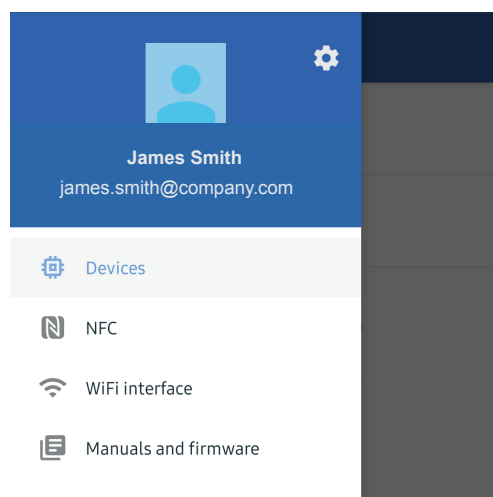 James Smith
james.smith@company.com
Devices
NFC
WiFi interface
Manuals and firmware